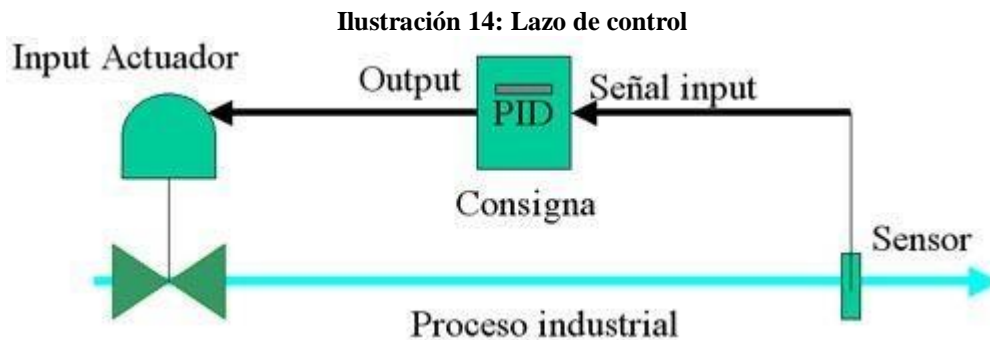 Ilustración 14: Lazo de control
Input Actuador
Output
PID
Señal input
Consigna
Sensor
Proceso industrial